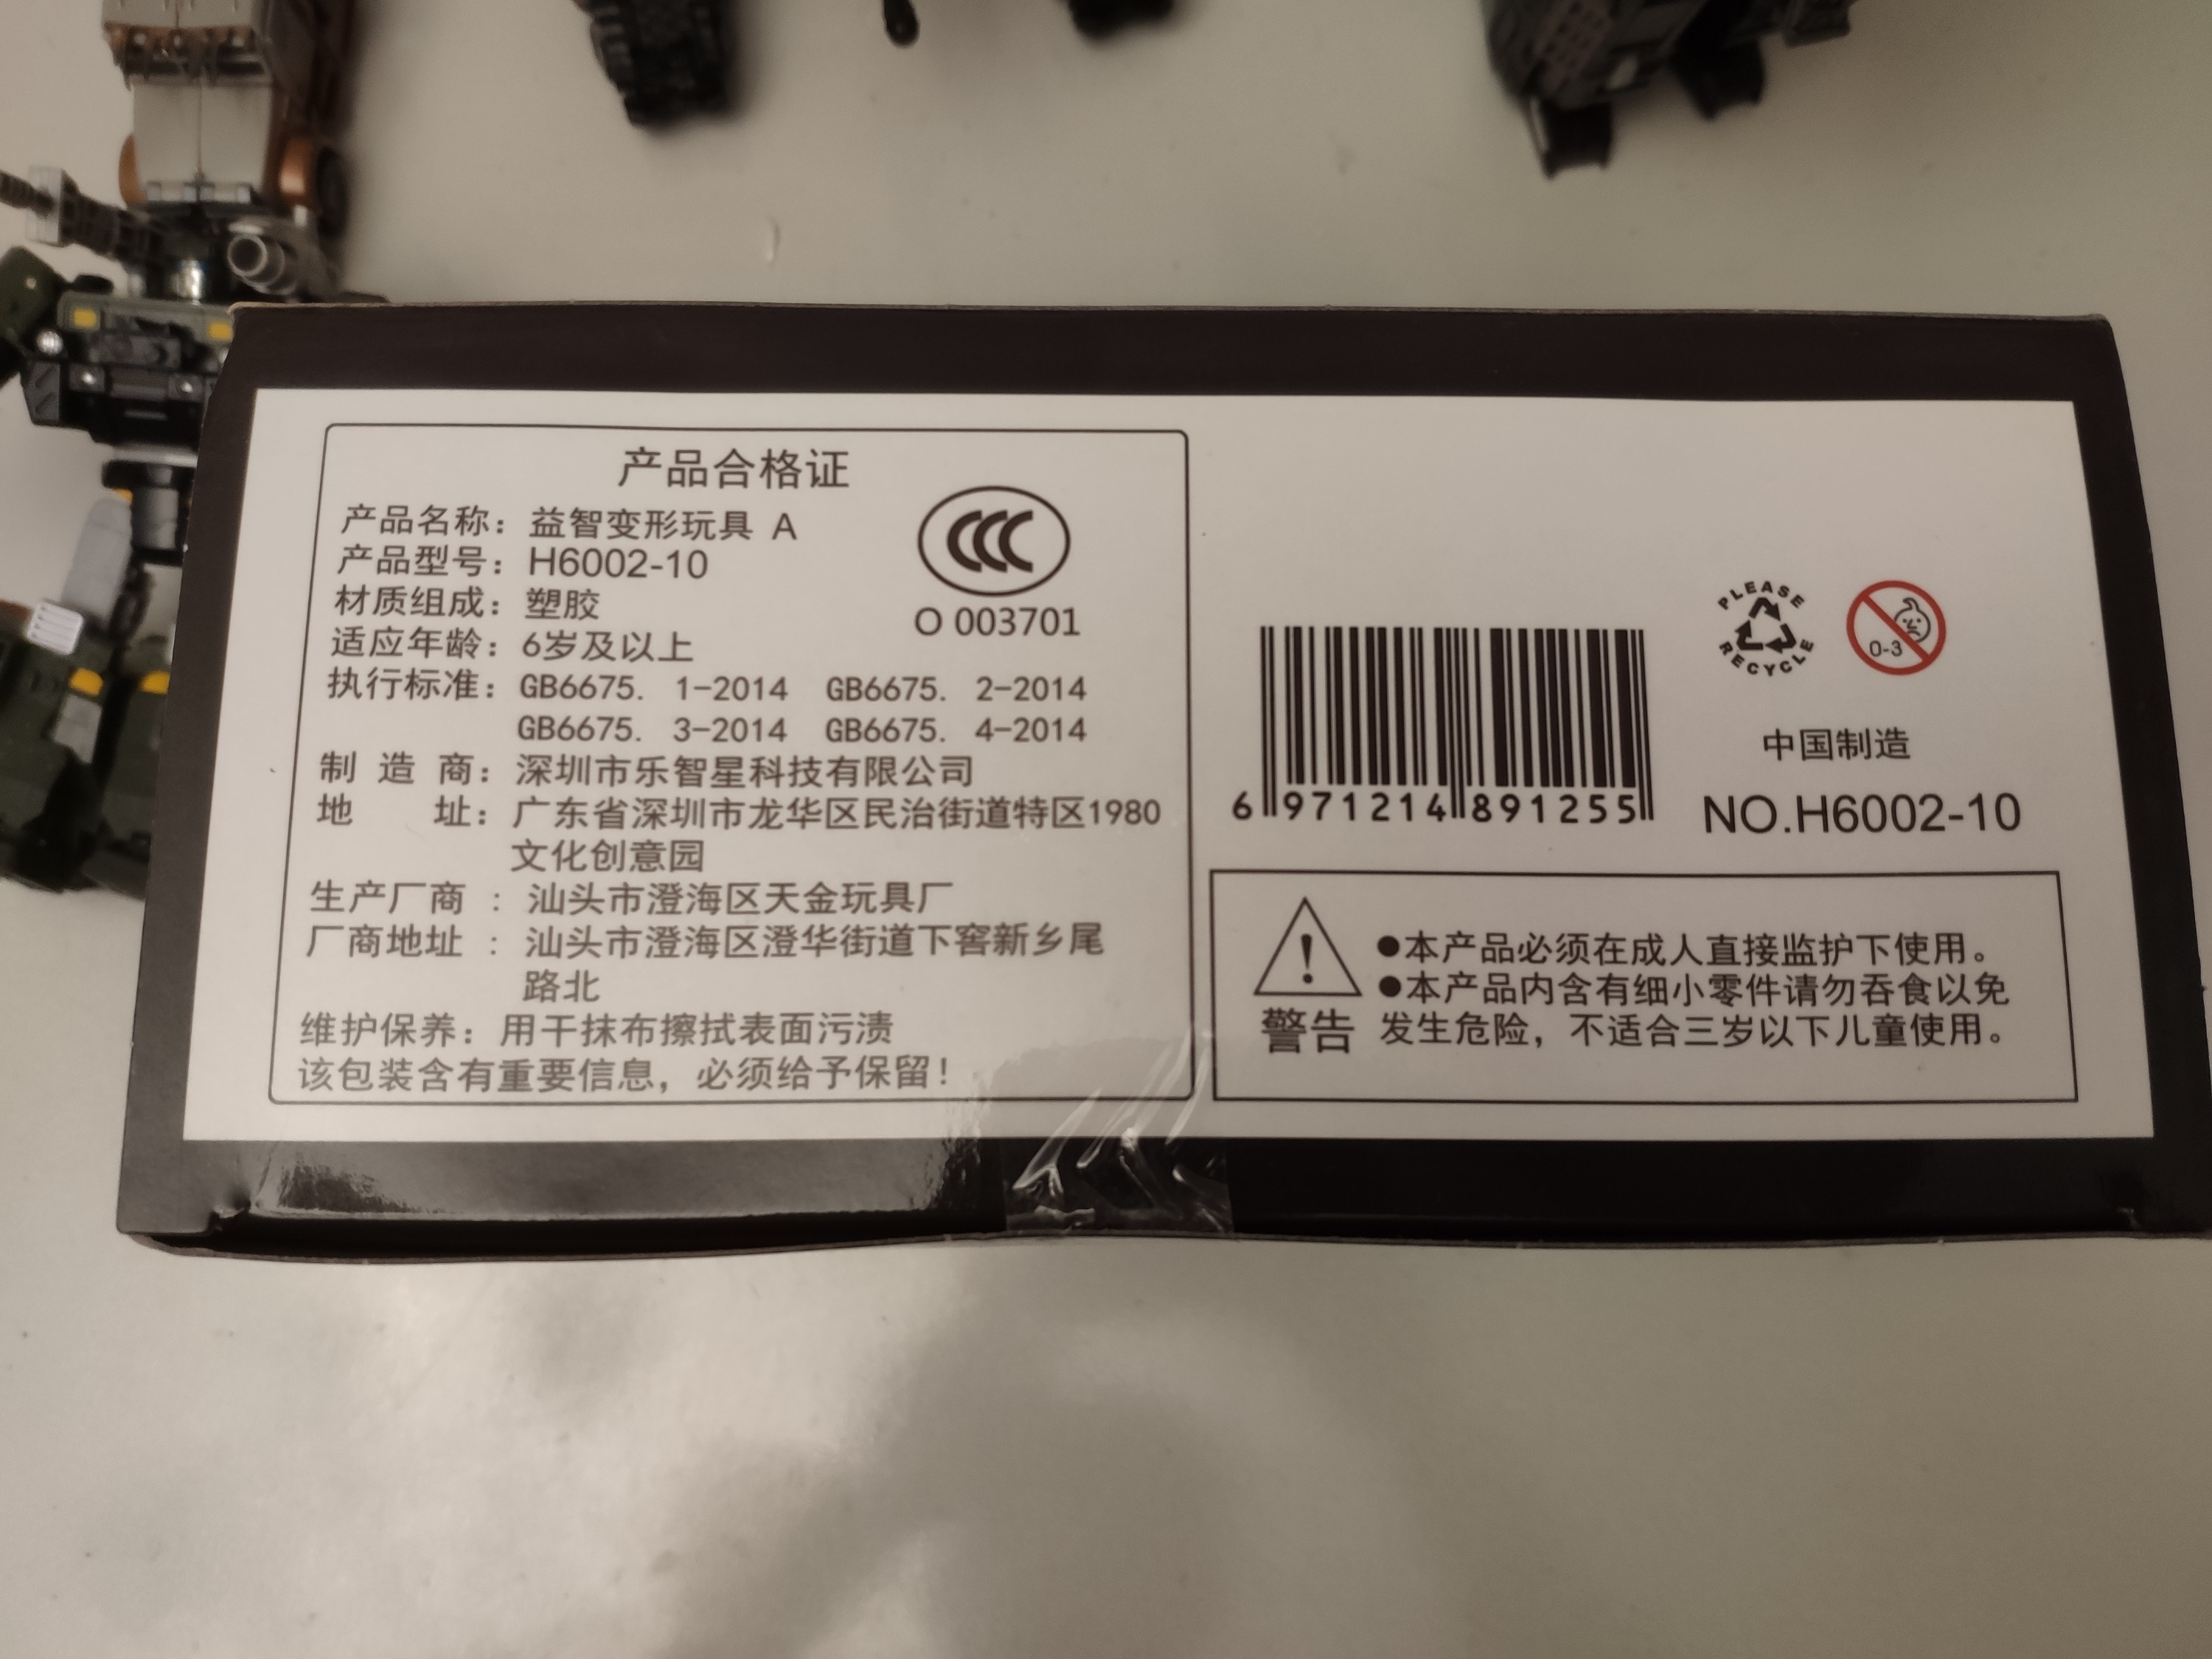 产品合格证
产品名称：益智变形玩具 A
产品型号：H6002-10
材质组成：塑胶
适应年龄：6岁及以上
执行标准：GB6675. 1-2014 GB6675. 2-2014
GB6675. 3-2014 GB6675. 4-2014
制 造 商：深圳市乐智星科技有限公司
地 址：广东省深圳市龙华区民治街道特区1980
文化创意园
生产厂商 : 汕头市澄海区天金玩具厂
厂商地址 : 汕头市澄海区澄华街道下窖新乡尾
路北
维护保养：用干抹布擦拭表面污渍
该包装含有重要信息，必须给予保留！
CCC
O 003701
6 971214 891255
PLEASE
RECYCLE
0-3
中国制造
NO.H6002-10
!
警告
●本产品必须在成人直接监护下使用。
●本产品内含有细小零件请勿吞食以免
发生危险，不适合三岁以下儿童使用。